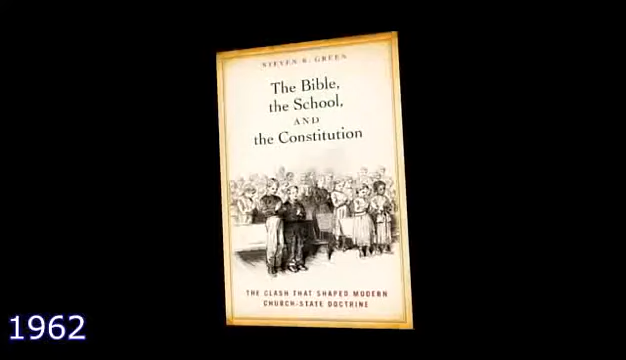 STEVEN K. GREEN
The Bible,
the School,
AND
the Constitution
THE CLASH THAT SHAPED MODERN
CHURCH-STATE DOCTRINE
1962